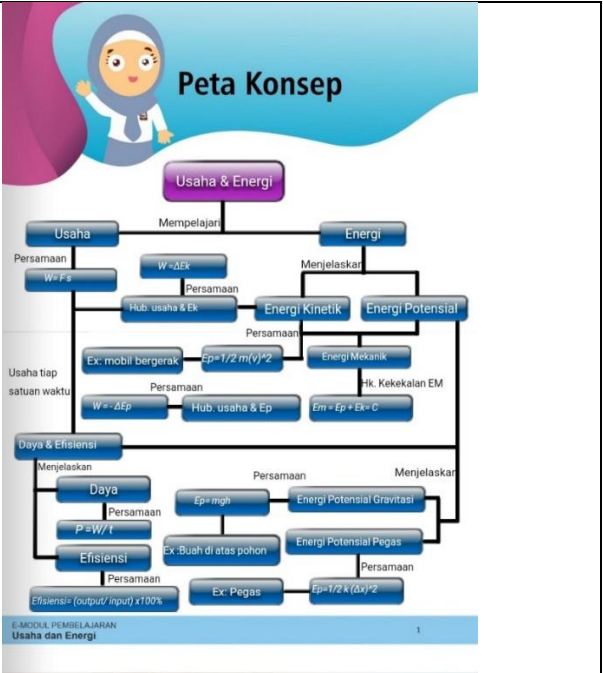 Peta Konsep
Usaha & Energi
Mempelajari
Usaha
Energi
Persamaan
W= F s
W =ΔEk
Menjelaskan
Persamaan
Hub. usaha & Ek
Energi Kinetik
Energi Potensial
Persamaan
Ex: mobil bergerak
Ep=1/2 m(v)^2
Energi Mekanik
Usaha tiap
satuan waktu
Persamaan
Hk. Kekekalan EM
W = - ΔEp
Hub. usaha & Ep
Em = Ep + Ek= C
Daya & Efisiensi
Menjelaskan
Daya
Persamaan
P =W/ t
Efisiensi
Persamaan
Efisiensi= (output/ input) x100%
Menjelaskan
Persamaan
Ep= mgh
Energi Potensial Gravitasi
Ex :Buah di atas pohon
Energi Potensial Pegas
Persamaan
Ex: Pegas
Ep=1/2 k (Δx)^2
E-MODUL PEMBELAJARAN
Usaha dan Energi
1